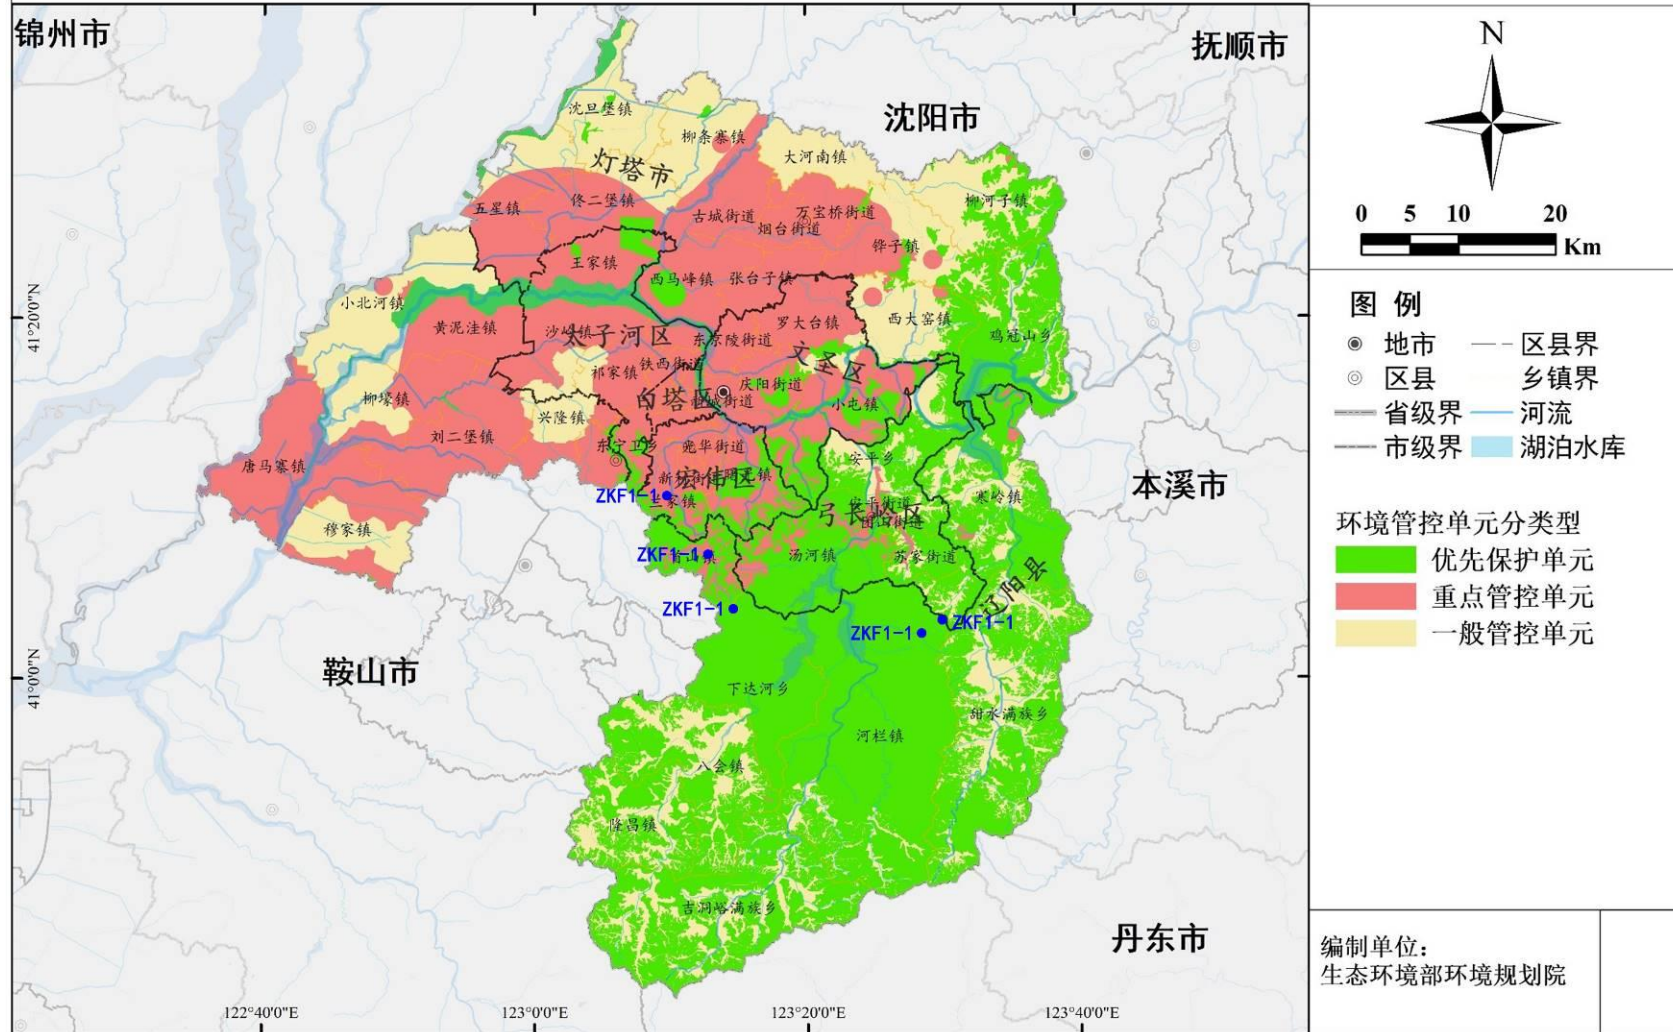 锦州市
抚顺市
沈阳市
沈旦堡镇
柳条寨镇
大河南镇
灯塔市
柳河子镇
五星镇
佟二堡镇
古城街道
万宝桥街道
烟台街道
铧子镇
王家镇
西马峰镇
张台子镇
小北河镇
黄泥洼镇
太子河区
罗大台镇
西大窑镇
鸡冠山乡
东京陵街道
文圣区
铁西街道
祁家镇
庆阳街道
白塔区
柳壕镇
兴隆镇
小屯镇
刘二堡镇
东宁卫乡
光华街道
安平乡
唐马寨镇
宏伟区
本溪市
寒岭镇
ZKF1-1
兰家镇
安平街道
弓长岭区
穆家镇
ZKF1-1
首山镇
汤河镇
苏家街道
辽阳县
ZKF1-1
ZKF1-1
ZKF1-1
鞍山市
下达河乡
甜水满族乡
河栏镇
八会镇
隆昌镇
吉洞峪满族乡
丹东市
41°20'0"N
41°0'0"N
122°40'0"E
123°0'0"E
123°20'0"E
123°40'0"E
N
0 5 10 20
Km
图 例
地市 区县界
区县 乡镇界
省级界 河流
市级界 湖泊水库
环境管控单元分类型
优先保护单元
重点管控单元
一般管控单元
编制单位：
生态环境部环境规划院